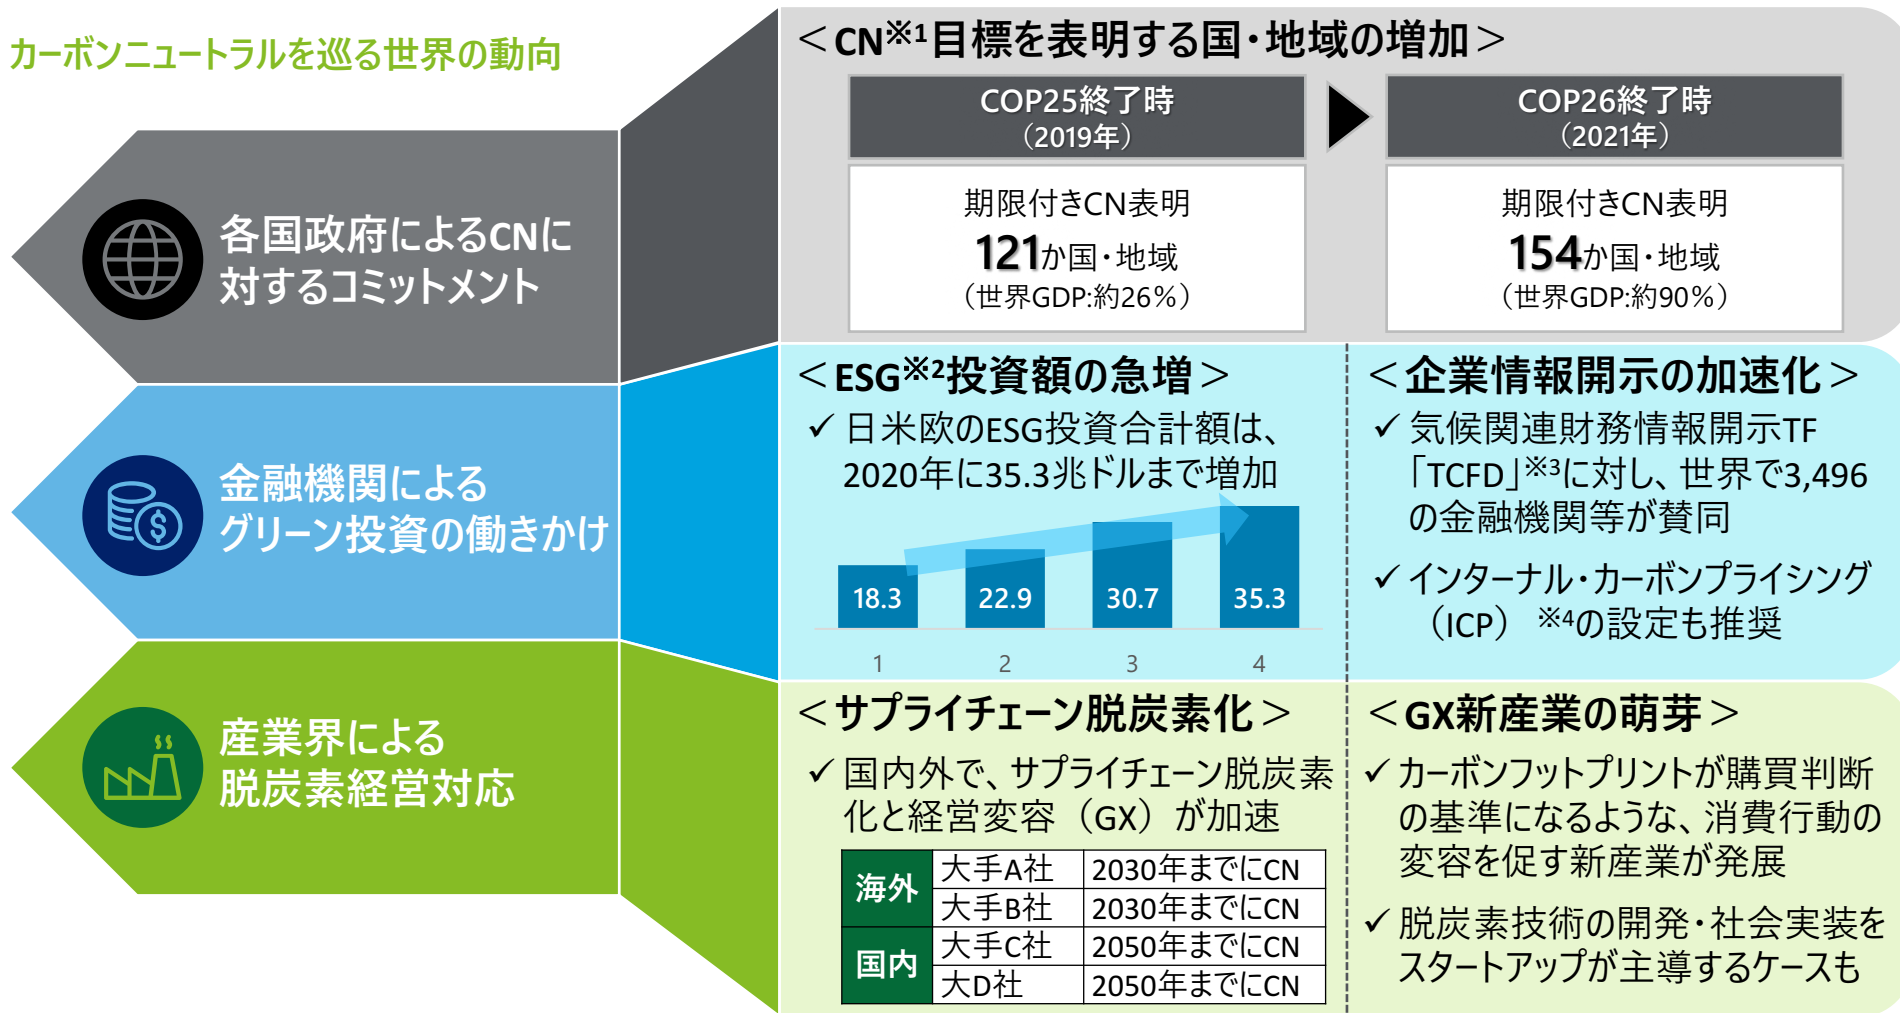 カーボンニュートラルを巡る世界の動向
各国政府によるCNに
対するコミットメント
金融機関による
グリーン投資の働きかけ
産業界による
脱炭素経営対応
＜CN※1目標を表明する国・地域の増加＞
COP25終了時
（2019年）
期限付きCN表明
121か国・地域
（世界GDP:約26％）
COP26終了時
（2021年）
期限付きCN表明
154か国・地域
（世界GDP:約90％）
＜ESG※2投資額の急増＞
✓ 日米欧のESG投資合計額は、
2020年に35.3兆ドルまで増加
18.3 22.9 30.7 35.3
1 2 3 4
＜企業情報開示の加速化＞
✓ 気候関連財務情報開示TF
「TCFD」※3に対し、世界で3,496
の金融機関等が賛同
✓ インターナル・カーボンプライシング
（ICP） ※4の設定も推奨
＜サプライチェーン脱炭素化＞
✓ 国内外で、サプライチェーン脱炭素
化と経営変容（GX）が加速
海外 大手A社 2030年までにCN
大手B社 2030年までにCN
国内 大手C社 2050年までにCN
大D社 2050年までにCN
＜GX新産業の萌芽＞
✓ カーボンフットプリントが購買判断
の基準になるような、消費行動の
変容を促す新産業が発展
✓ 脱炭素技術の開発・社会実装を
スタートアップが主導するケースも